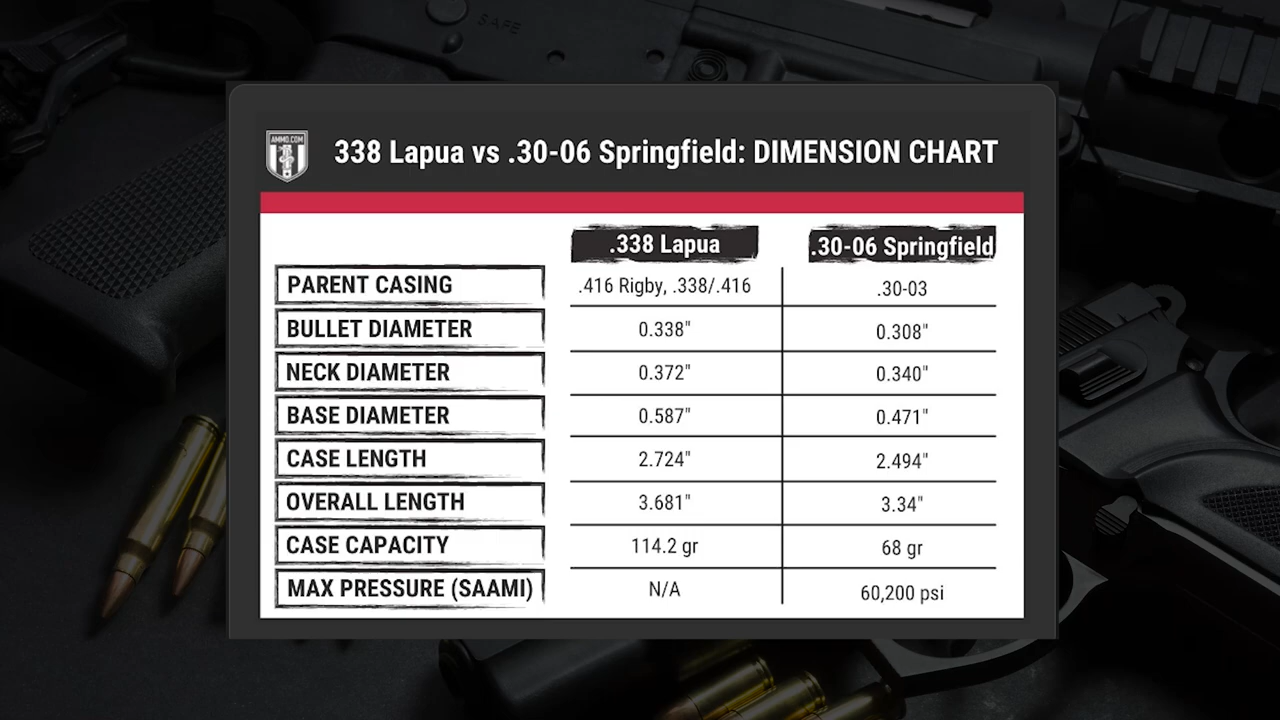 SAFE
AMMO.COM
338 Lapua vs .30-06 Springfield: DIMENSION CHART
.338 Lapua .30-06 Springfield
PARENT CASING .416 Rigby, .338/.416 .30-03
BULLET DIAMETER 0.338" 0.308"
NECK DIAMETER 0.372" 0.340"
BASE DIAMETER 0.587" 0.471"
CASE LENGTH 2.724" 2.494"
OVERALL LENGTH 3.681" 3.34"
CASE CAPACITY 114.2 gr 68 gr
MAX PRESSURE (SAAMI) N/A 60,200 psi